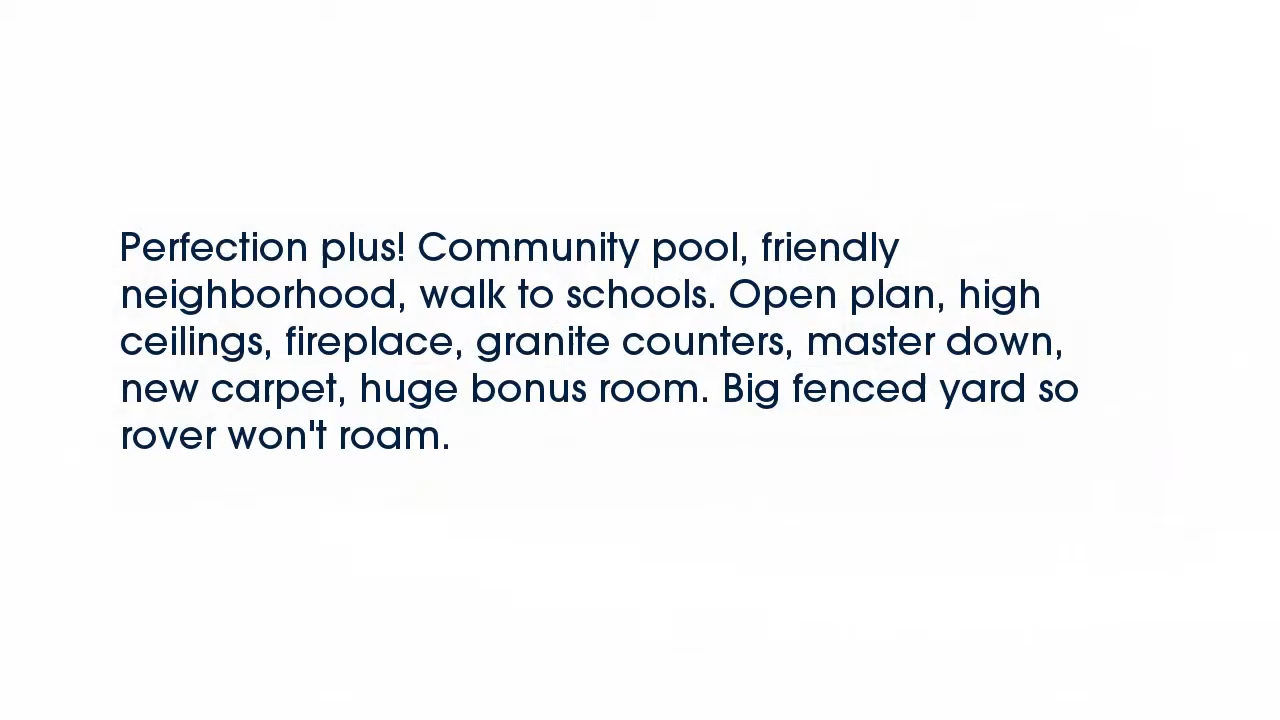 Perfection plus! Community pool, friendly
neighborhood, walk to schools. Open plan, high
ceilings, fireplace, granite counters, master down,
new carpet, huge bonus room. Big fenced yard so
rover won't roam.